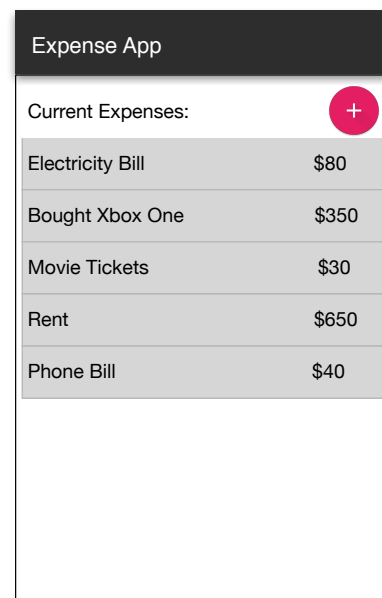 Expense App
Current Expenses: +
Electricity Bill $80
Bought Xbox One $350
Movie Tickets $30
Rent $650
Phone Bill $40